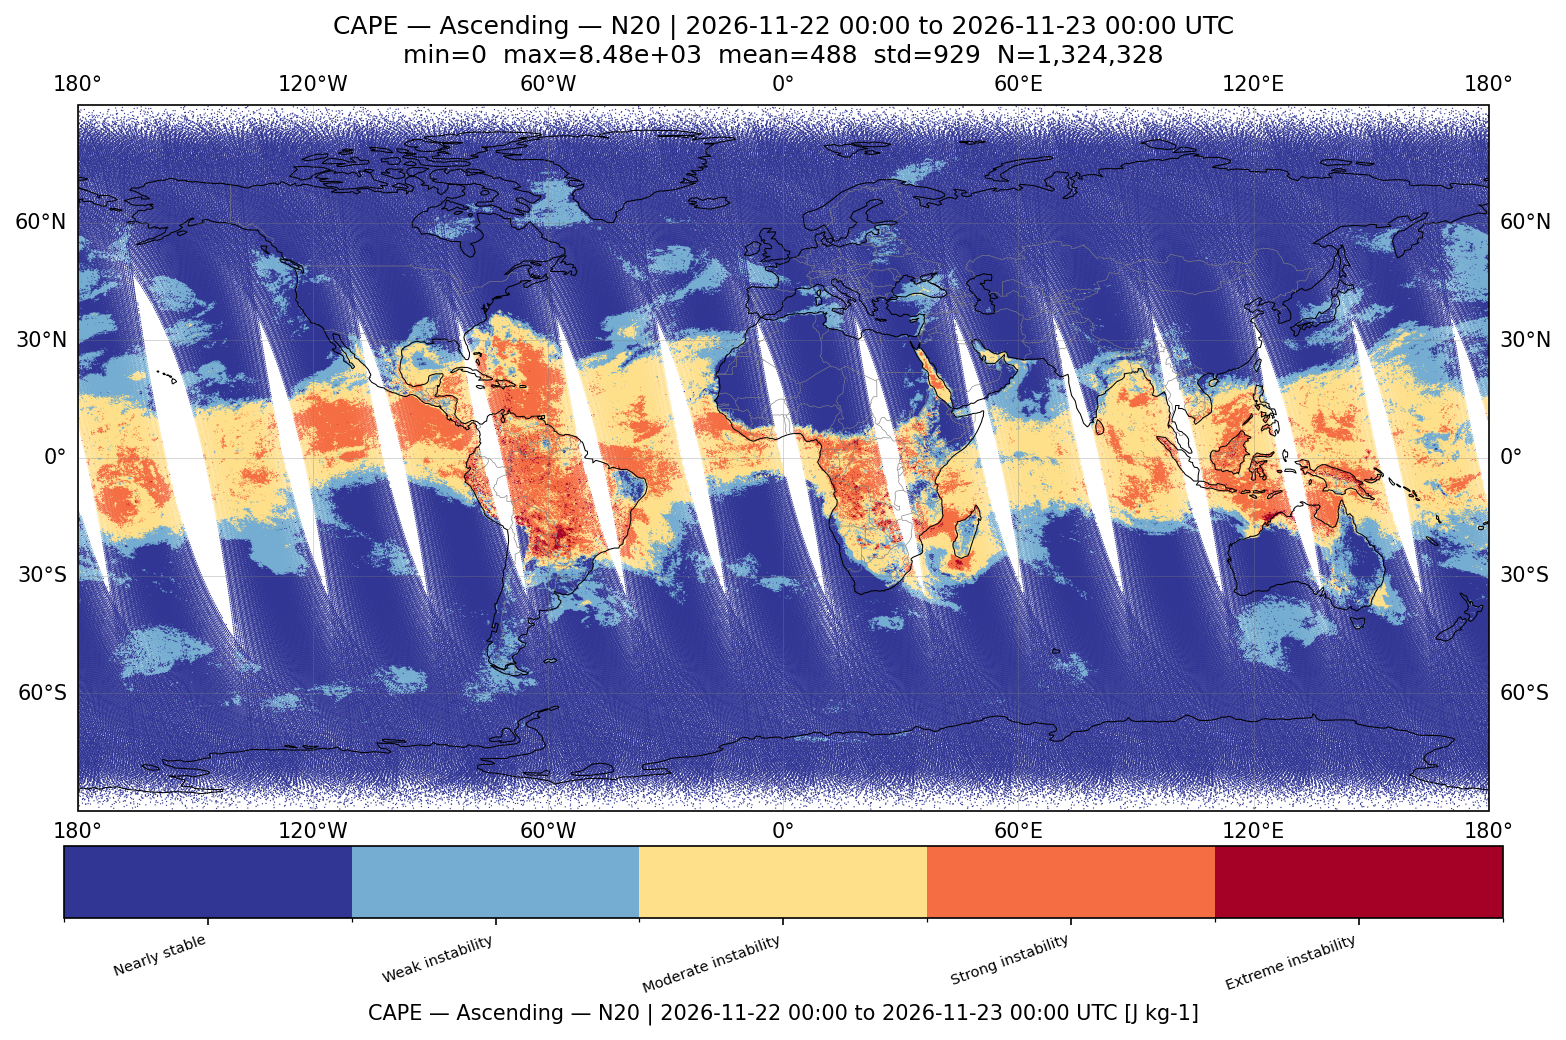 CAPE — Ascending — N20 | 2026-11-22 00:00 to 2026-11-23 00:00 UTC
min=0  max=8.48e+03  mean=488  std=929  N=1,324,328
180° 120°W 60°W 0° 60°E 120°E 180°
60°N 60°N
30°N 30°N
0° 0°
30°S 30°S
60°S 60°S
180° 120°W 60°W 0° 60°E 120°E 180°
Nearly stable
Weak instability
Moderate instability
Strong instability
Extreme instability
CAPE — Ascending — N20 | 2026-11-22 00:00 to 2026-11-23 00:00 UTC [J kg-1]